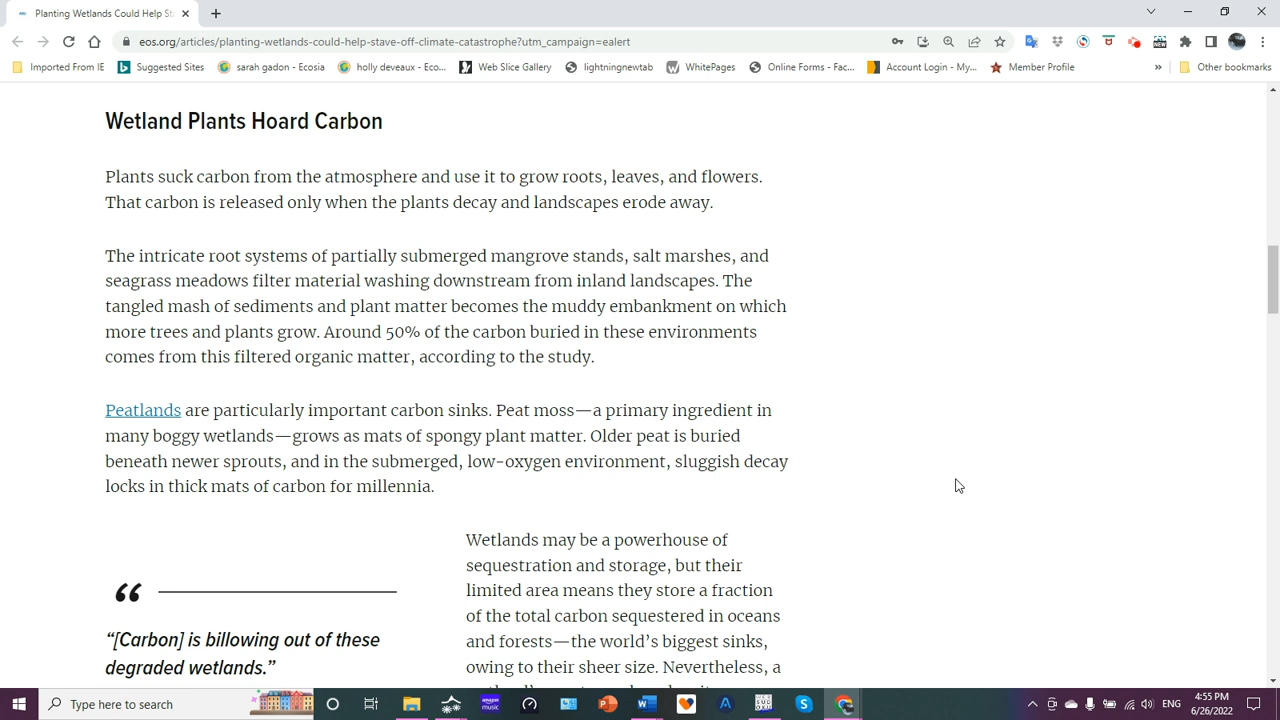 Planting Wetlands Could Help Sta
eos.org/articles/planting-wetlands-could-help-stave-off-climate-catastrophe?utm_campaign=ealert
Imported From IE Suggested Sites sarah gadon - Ecosia holly deveaux - Eco... Web Slice Gallery lightningnewtab WhitePages Online Forms - Fac... Account Login - My... Member Profile » Other bookmarks
Wetland Plants Hoard Carbon
Plants suck carbon from the atmosphere and use it to grow roots, leaves, and flowers.
That carbon is released only when the plants decay and landscapes erode away.
The intricate root systems of partially submerged mangrove stands, salt marshes, and
seagrass meadows filter material washing downstream from inland landscapes. The
tangled mash of sediments and plant matter becomes the muddy embankment on which
more trees and plants grow. Around 50% of the carbon buried in these environments
comes from this filtered organic matter, according to the study.
Peatlands are particularly important carbon sinks. Peat moss—a primary ingredient in
many boggy wetlands—grows as mats of spongy plant matter. Older peat is buried
beneath newer sprouts, and in the submerged, low-oxygen environment, sluggish decay
locks in thick mats of carbon for millennia.
“
“[Carbon] is billowing out of these
degraded wetlands.”
Wetlands may be a powerhouse of
sequestration and storage, but their
limited area means they store a fraction
of the total carbon sequestered in oceans
and forests—the world’s biggest sinks,
owing to their sheer size. Nevertheless, a
Type here to search
ENG
4:55 PM
6/26/2022